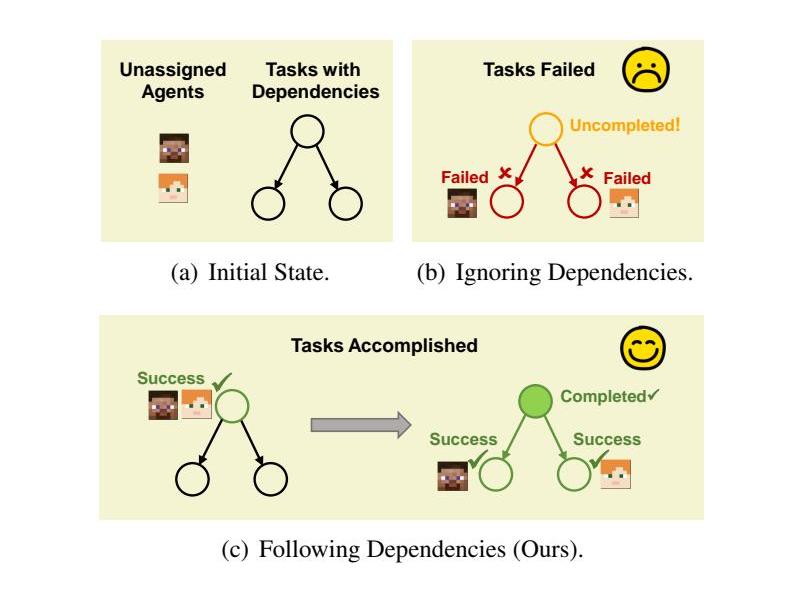 Unassigned
Agents
Tasks with
Dependencies
(a) Initial State.
Tasks Failed
Uncompleted!
Failed
Failed
(b) Ignoring Dependencies.
Tasks Accomplished
Success
Completed
Success
Success
(c) Following Dependencies (Ours).